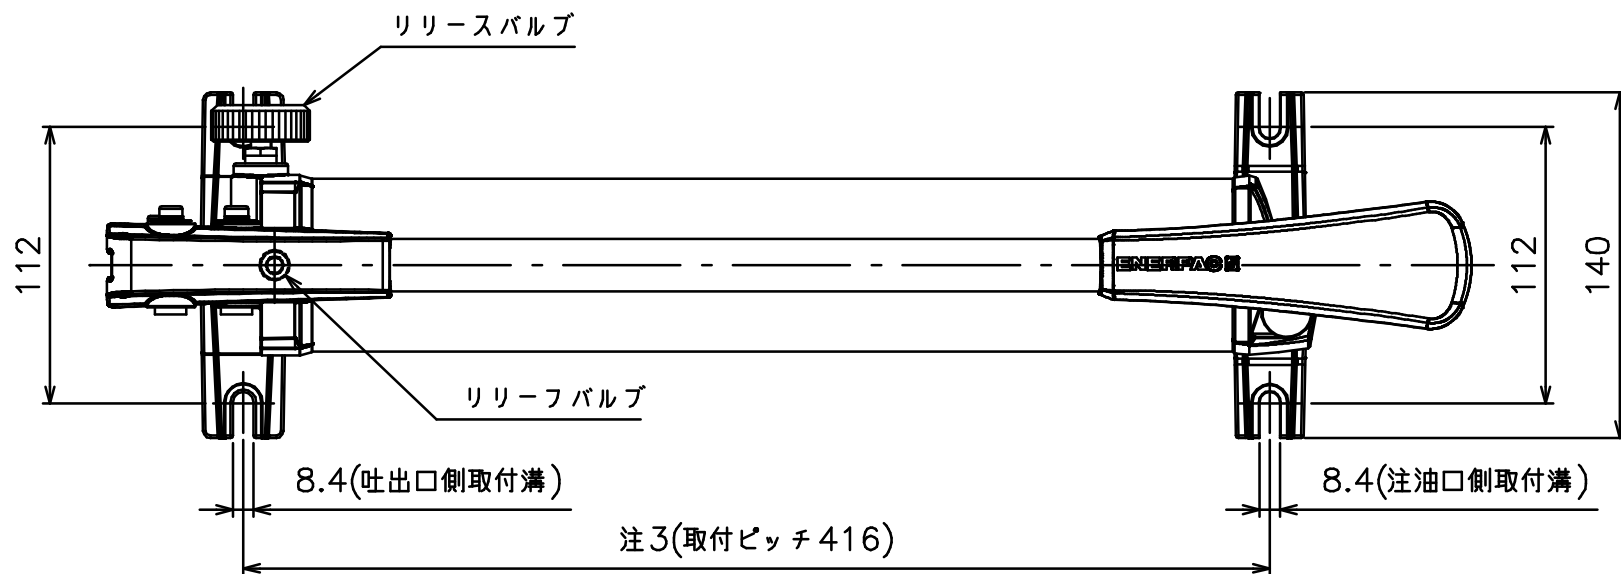 リリースバルブ
112
ENERPAC
112
140
リリーフバルブ
8.4(吐出口側取付溝)
8.4(注油口側取付溝)
注3(取付ピッチ416)